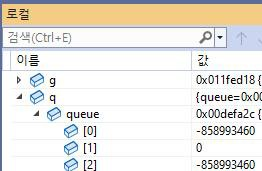 로컬
검색(Ctrl+E)
이름 값
g 0x011fed18 {
q {queue=0x00
queue 0x00defa2c {
[0] -858993460
[1] 0
[2] -858993460